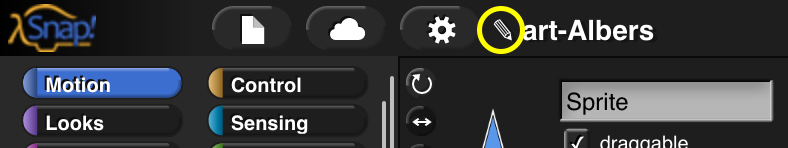 λSnap!
art-Albers
Motion
Control
Sprite
Looks
Sensing
draggable